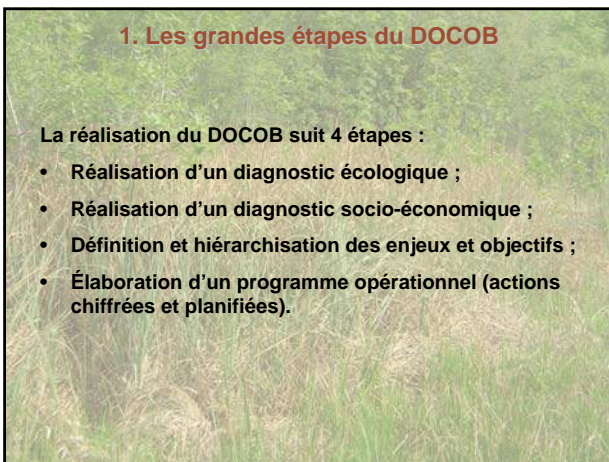 1. Les grandes étapes du DOCOB
La réalisation du DOCOB suit 4 étapes :
• Réalisation d’un diagnostic écologique ;
• Réalisation d’un diagnostic socio-économique ;
• Définition et hiérarchisation des enjeux et objectifs ;
• Élaboration d’un programme opérationnel (actions
chiffrées et planifiées).